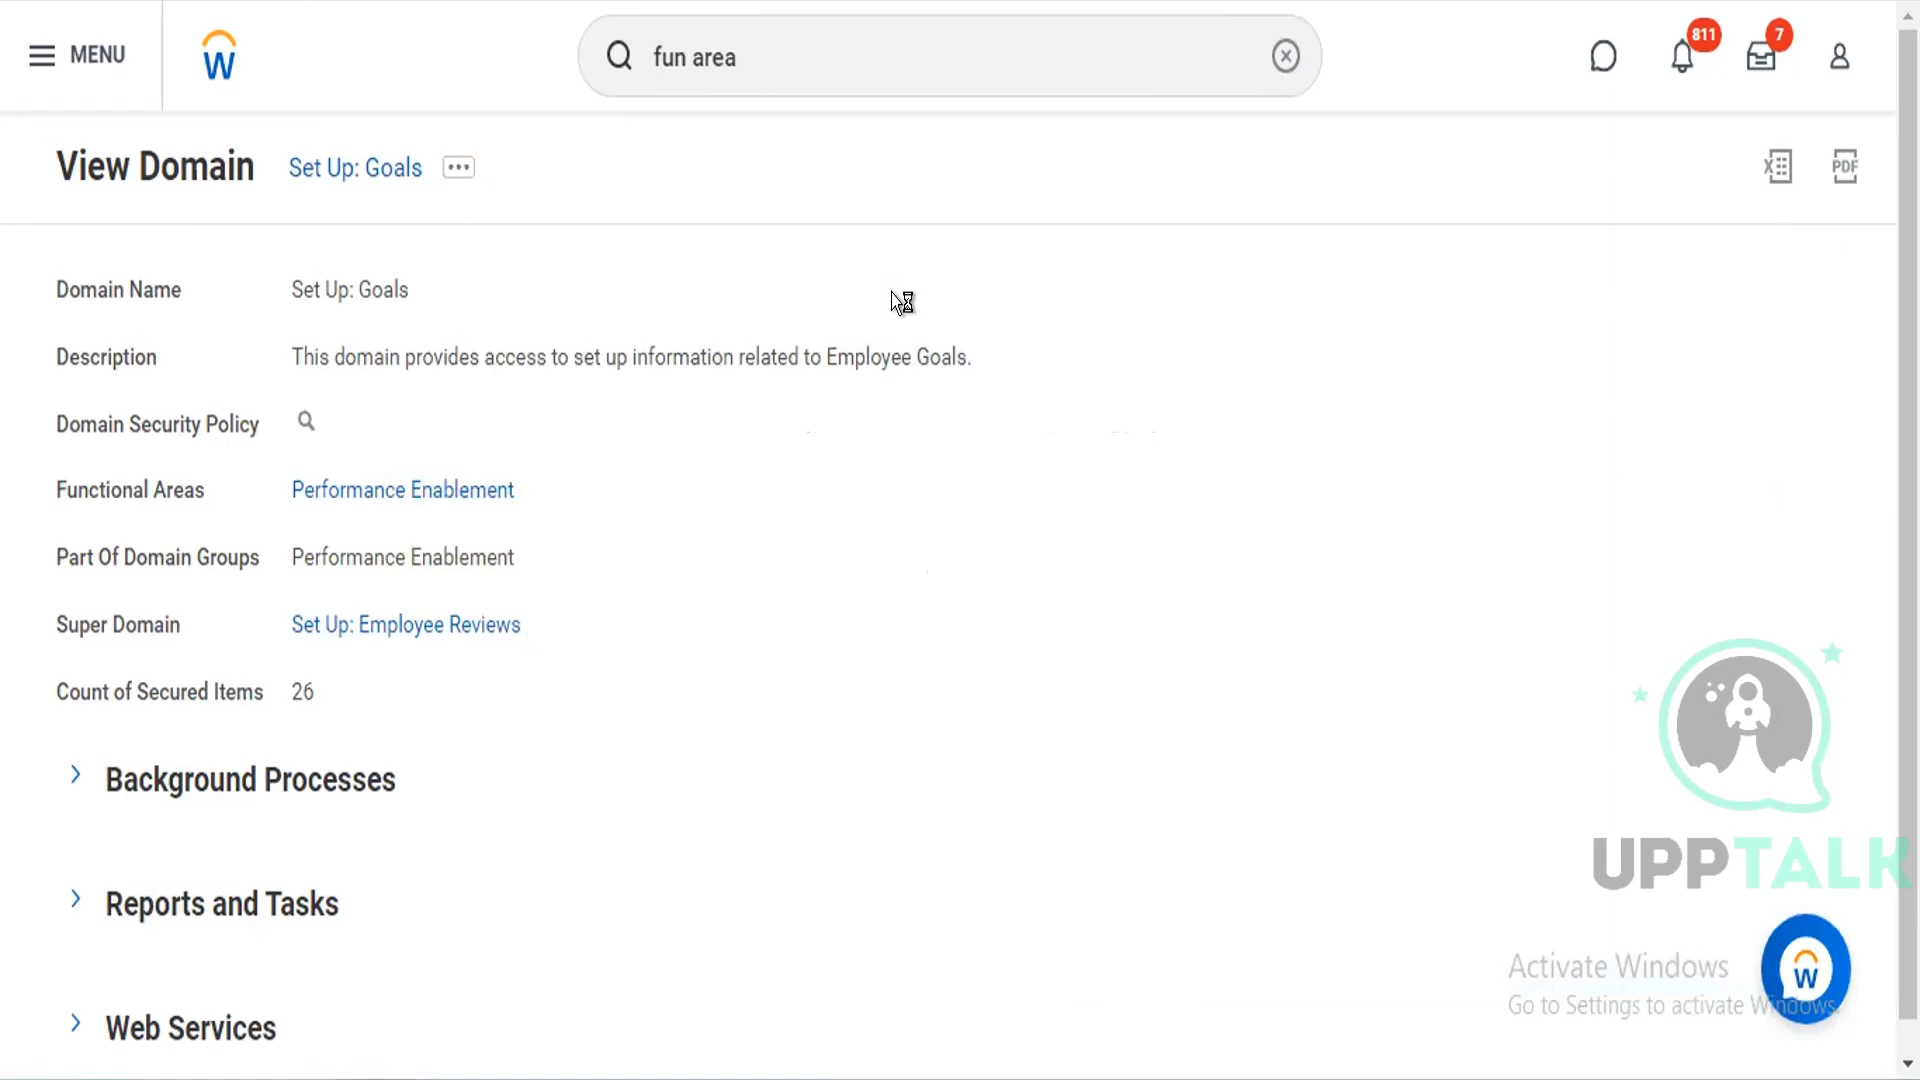 MENU
W
fun area
811
7
View Domain
Set Up: Goals
X
PDF
Domain Name
Set Up: Goals
Description
This domain provides access to set up information related to Employee Goals.
Domain Security Policy
Functional Areas
Performance Enablement
Part Of Domain Groups
Performance Enablement
Super Domain
Set Up: Employee Reviews
Count of Secured Items
26
Background Processes
Reports and Tasks
Web Services
UPPTALK
Activate Windows
Go to Settings to activate Windows.
W